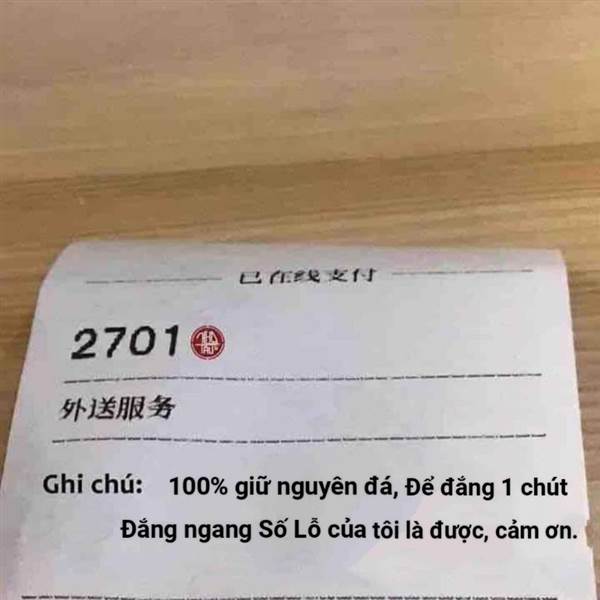 已在线支付
2701
外送服务
Ghi chú: 100% giữ nguyên đá, Để đắng 1 chút
Đắng ngang Số Lỗ của tôi là được, cảm ơn.